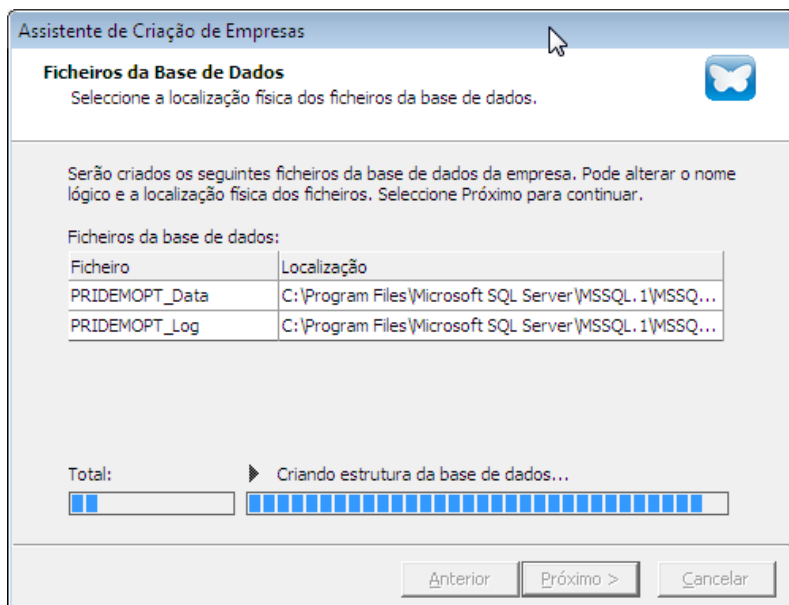 Assistente de Criação de Empresas
Ficheiros da Base de Dados
Seleccione a localização física dos ficheiros da base de dados.
Serão criados os seguintes ficheiros da base de dados da empresa. Pode alterar o nome
lógico e a localização física dos ficheiros. Seleccione Próximo para continuar.
Ficheiros da base de dados:
Ficheiro Localização
PRIDEMOPT_Data C:\Program Files\Microsoft SQL Server\MSSQL.1\MSSQ...
PRIDEMOPT_Log C:\Program Files\Microsoft SQL Server\MSSQL.1\MSSQ...
Total: Criando estrutura da base de dados...
Anterior Próximo > Cancelar